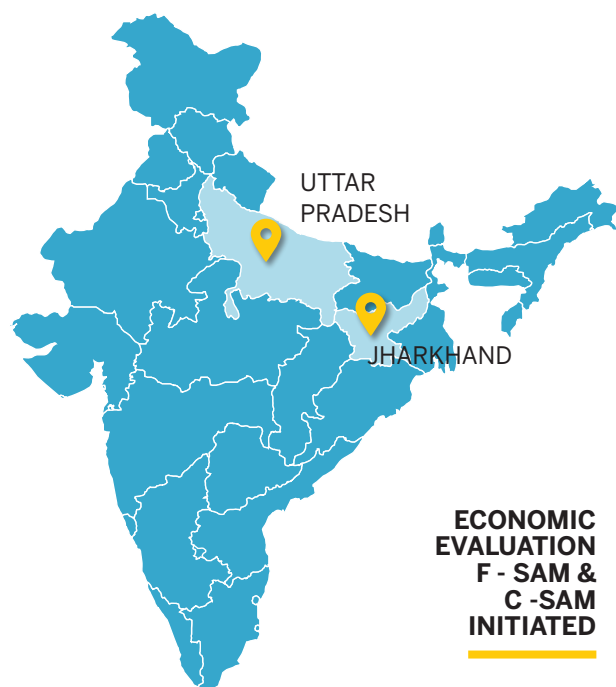 UTTAR
PRADESH
JHARKHAND
ECONOMIC
EVALUATION
F - SAM &
C -SAM
INITIATED